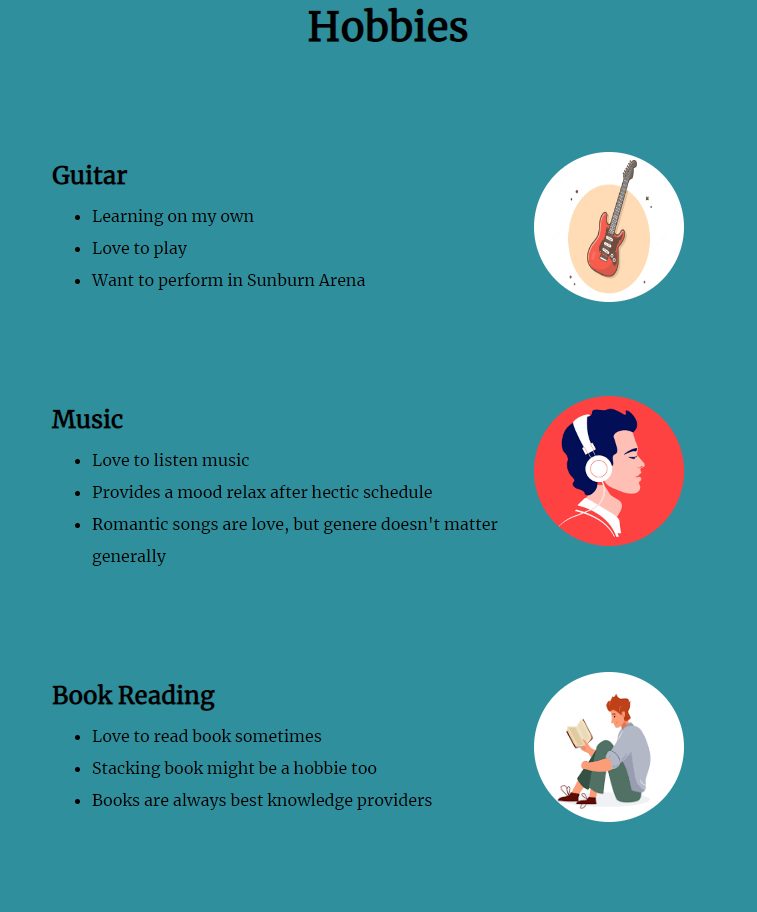 Hobbies
Guitar
• Learning on my own
• Love to play
• Want to perform in Sunburn Arena
Music
• Love to listen music
• Provides a mood relax after hectic schedule
• Romantic songs are love, but genere doesn't matter
generally
Book Reading
• Love to read book sometimes
• Stacking book might be a hobbie too
• Books are always best knowledge providers